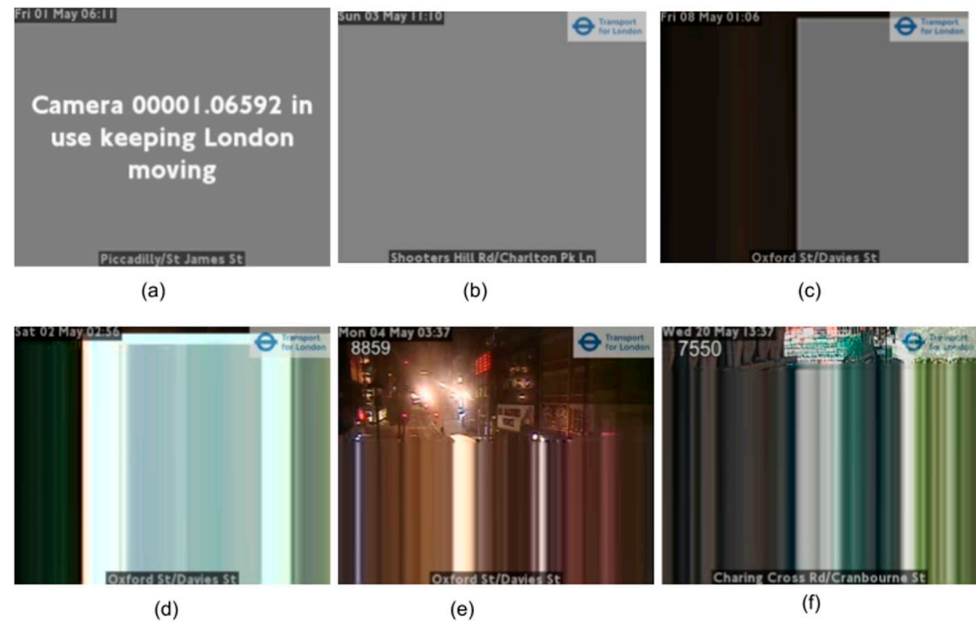 Fri 01 May 06:11
Camera 00001.06592 in
use keeping London
moving
Piccadilly/St James St
(a)
Sun 03 May 11:10
Transport
for London
Shooters Hill Rd/Charlton Pk Ln
(b)
Fri 08 May 01:06
Transport
for London
Oxford St/Davies St
(c)
Sat 02 May 02:56
Transport
for London
Oxford St/Davies St
(d)
Mon 04 May 03:37
8859
Transport
for London
Oxford St/Davies St
(e)
Wed 20 May 13:37
7550
Transport
for London
Charing Cross Rd/Cranbourne St
(f)